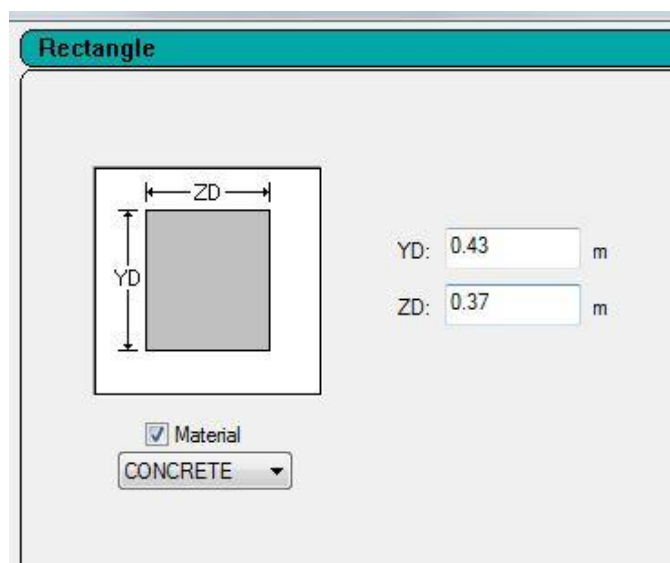 Rectangle
ZD
YD
YD: 0.43 m
ZD: 0.37 m
Material
CONCRETE